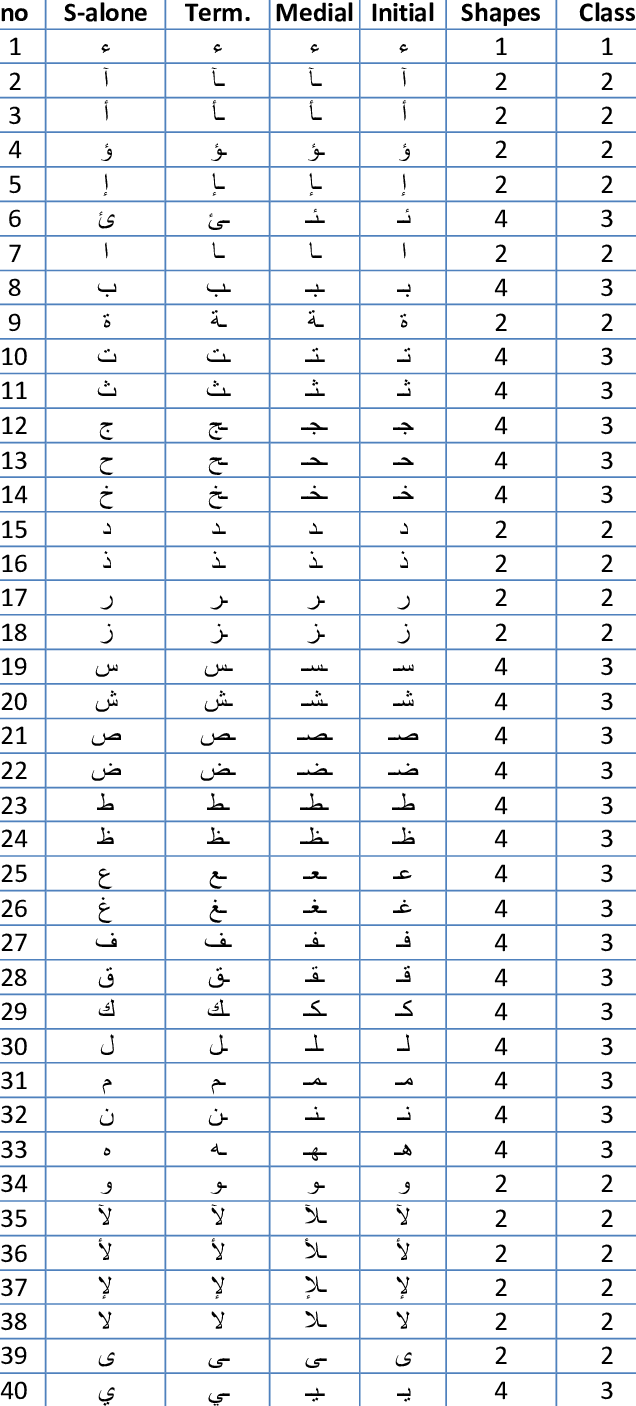 no S-alone Term. Medial Initial Shapes Class
1 ء ء ء ء 1 1
2 آ ـآ ـآ آ 2 2
3 أ ـأ ـأ أ 2 2
4 ؤ ـؤ ـؤ ؤ 2 2
5 إ ـإ ـإ إ 2 2
6 ئ ـئ ـئـ ئـ 4 3
7 ا ـا ـا ا 2 2
8 ب ـب ـبـ بـ 4 3
9 ة ـة ـة ة 2 2
10 ت ـت ـتـ تـ 4 3
11 ث ـث ـثـ ثـ 4 3
12 ج ـج ـجـ جـ 4 3
13 ح ـح ـحـ حـ 4 3
14 خ ـخ ـخـ خـ 4 3
15 د ـد ـد د 2 2
16 ذ ـذ ـذ ذ 2 2
17 ر ـر ـر ر 2 2
18 ز ـز ـز ز 2 2
19 س ـس ـسـ سـ 4 3
20 ش ـش ـشـ شـ 4 3
21 ص ـص ـصـ صـ 4 3
22 ض ـض ـضـ ضـ 4 3
23 ط ـط ـطـ طـ 4 3
24 ظ ـظ ـظـ ظـ 4 3
25 ع ـع ـعـ عـ 4 3
26 غ ـغ ـغـ غـ 4 3
27 ف ـف ـفـ فـ 4 3
28 ق ـق ـقـ قـ 4 3
29 ك ـك ـكـ كـ 4 3
30 ل ـل ـلـ لـ 4 3
31 م ـم ـمـ مـ 4 3
32 ن ـن ـنـ نـ 4 3
33 ه ـه ـهـ هـ 4 3
34 و ـو ـو و 2 2
35 لآ لآ ـلآ لآ 2 2
36 لأ لأ ـلأ لأ 2 2
37 لإ لإ ـلإ لإ 2 2
38 لا لا ـلا لا 2 2
39 ى ـى ـى ى 2 2
40 ي ـي ـيـ يـ 4 3